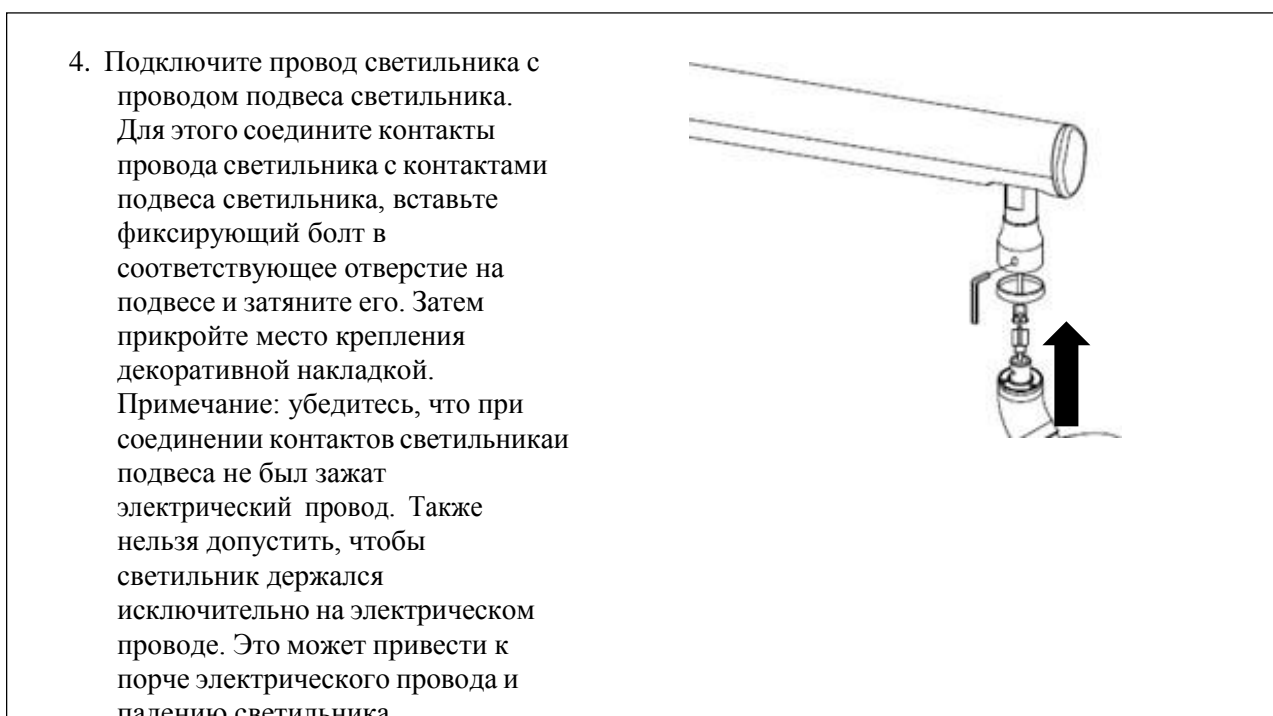 4. Подключите провод светильника с
проводом подвеса светильника.
Для этого соедините контакты
провода светильника с контактами
подвеса светильника, вставьте
фиксирующий болт в
соответствующее отверстие на
подвесе и затяните его. Затем
прикройте место крепления
декоративной накладкой.
Примечание: убедитесь, что при
соединении контактов светильникаи
подвеса не был зажат
электрический провод. Также
нельзя допустить, чтобы
светильник держался
исключительно на электрическом
проводе. Это может привести к
порче электрического провода и
падению светильника